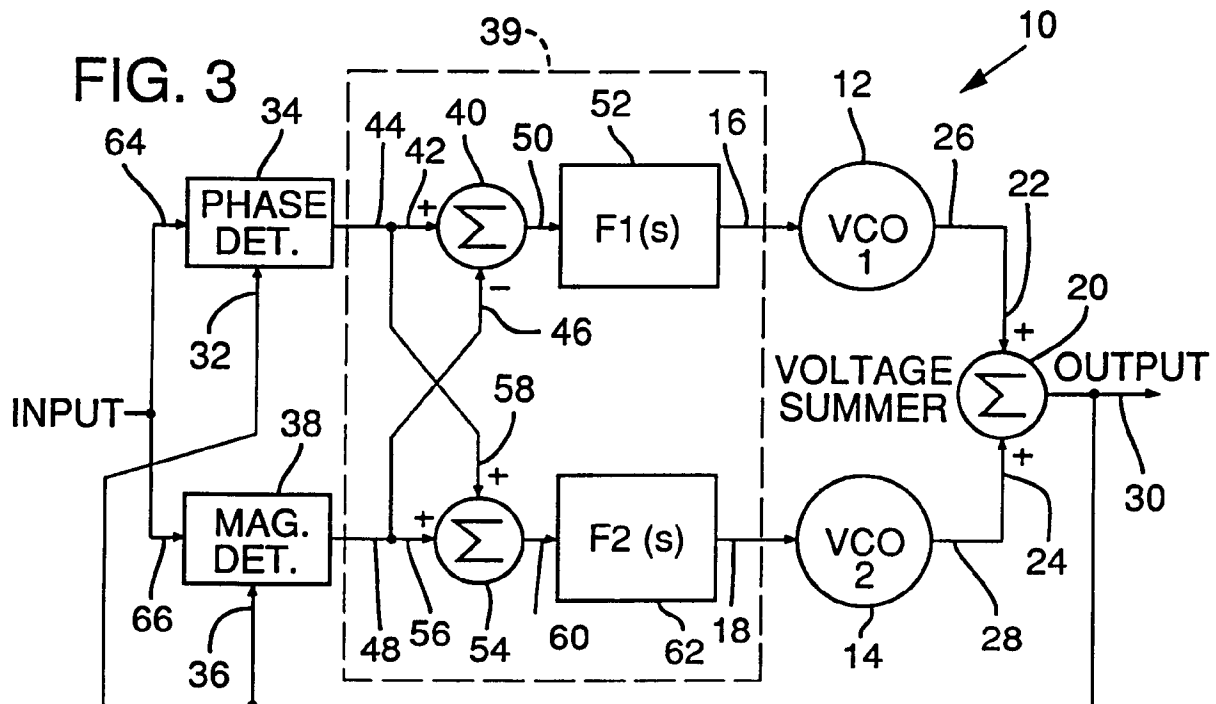 FIG. 3
39
10
34
44
40
50
52
16
12
26
64
42
22
PHASE
DET.
+
Σ
F1(s)
VCO
1
−
32
46
20
+
VOLTAGE
SUMMER
Σ
OUTPUT
INPUT
58
38
+
30
MAG.
DET.
+
+
Σ
F2 (s)
VCO
2
24
66
36
48
56
54
60
62
18
14
28